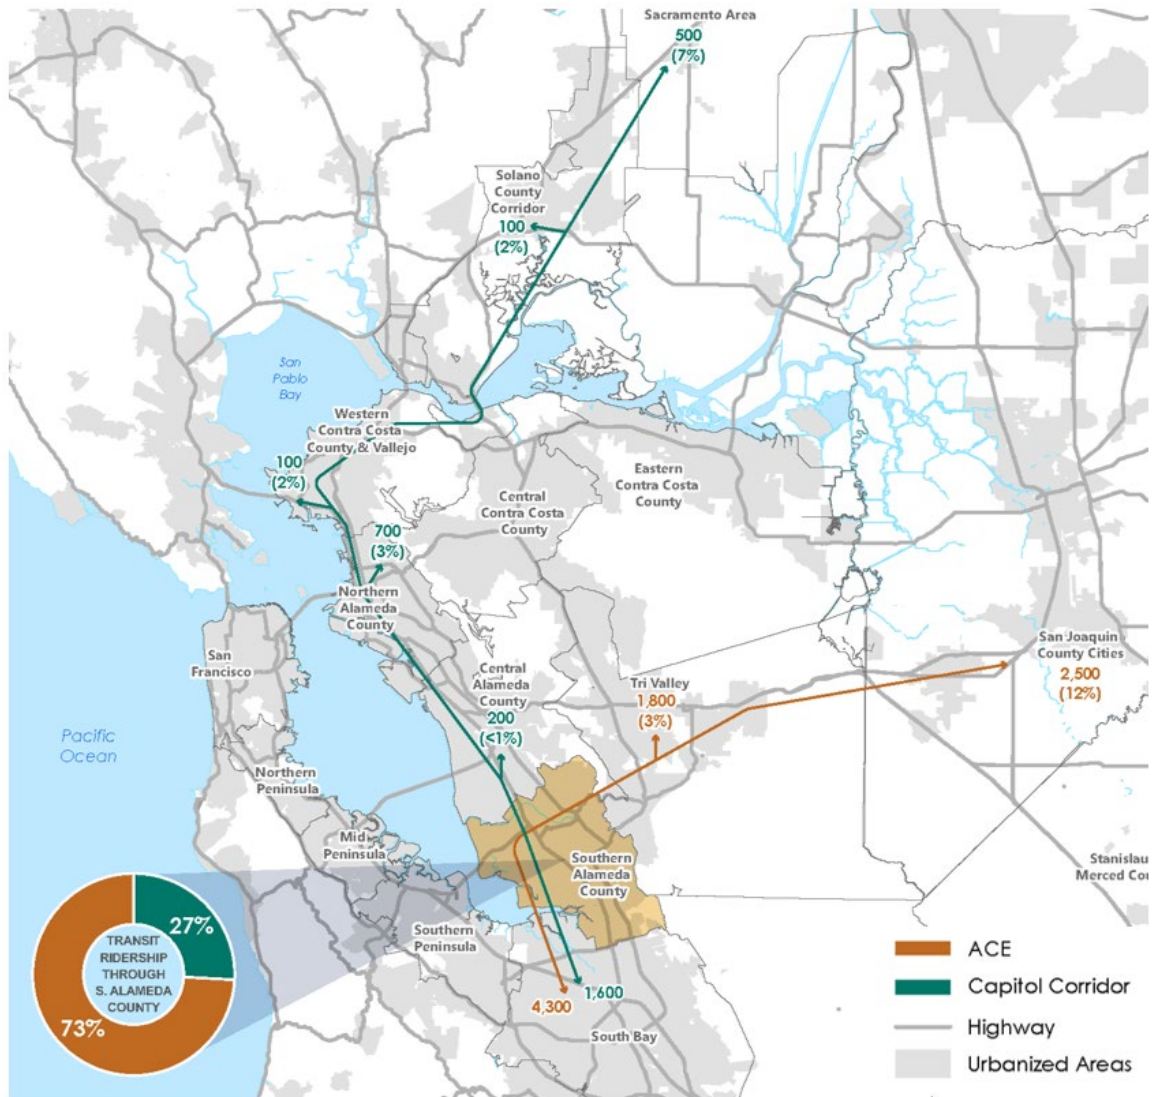 Sacramento Area
500
(7%)
Solano
County
Corridor
100
(2%)
San
Pablo
Bay
Western
Contra Costa
County & Vallejo
100
(2%)
Eastern
Contra Costa
County
Central
Contra Costa
County
700
(3%)
Northern
Alameda
County
San
Francisco
Central
Alameda
County
200
(<1%)
Tri Valley
1,800
(3%)
San Joaquin
County Cities
2,500
(12%)
Pacific
Ocean
Northern
Peninsula
Mid
Peninsula
Southern
Alameda
County
Stanislau
Merced Cou
Southern
Peninsula
4,300
1,600
South Bay
27%
73%
TRANSIT
RIDERSHIP
THROUGH
S. ALAMEDA
COUNTY
ACE
Capitol Corridor
Highway
Urbanized Areas